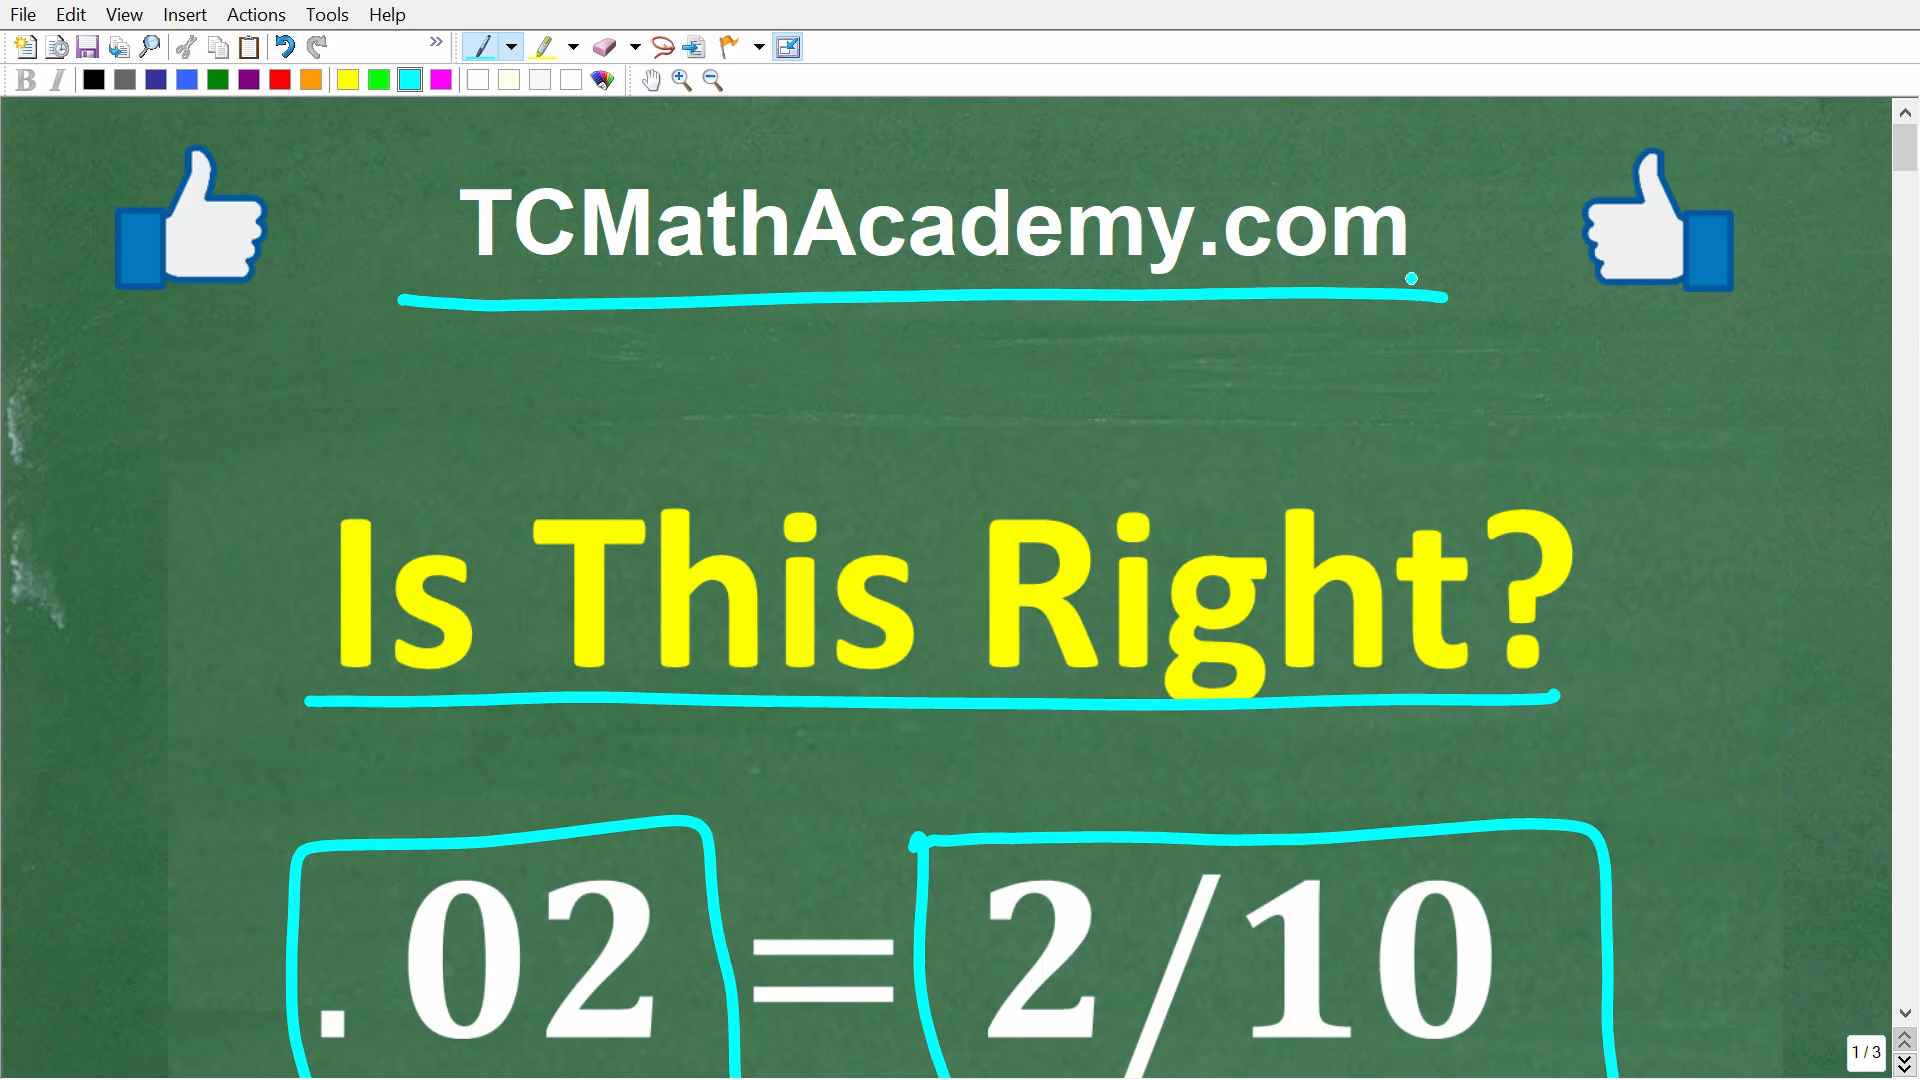 File Edit View Insert Actions Tools Help
B I
TCMathAcademy.com
Is This Right?
.02 = 2/10
1 / 3